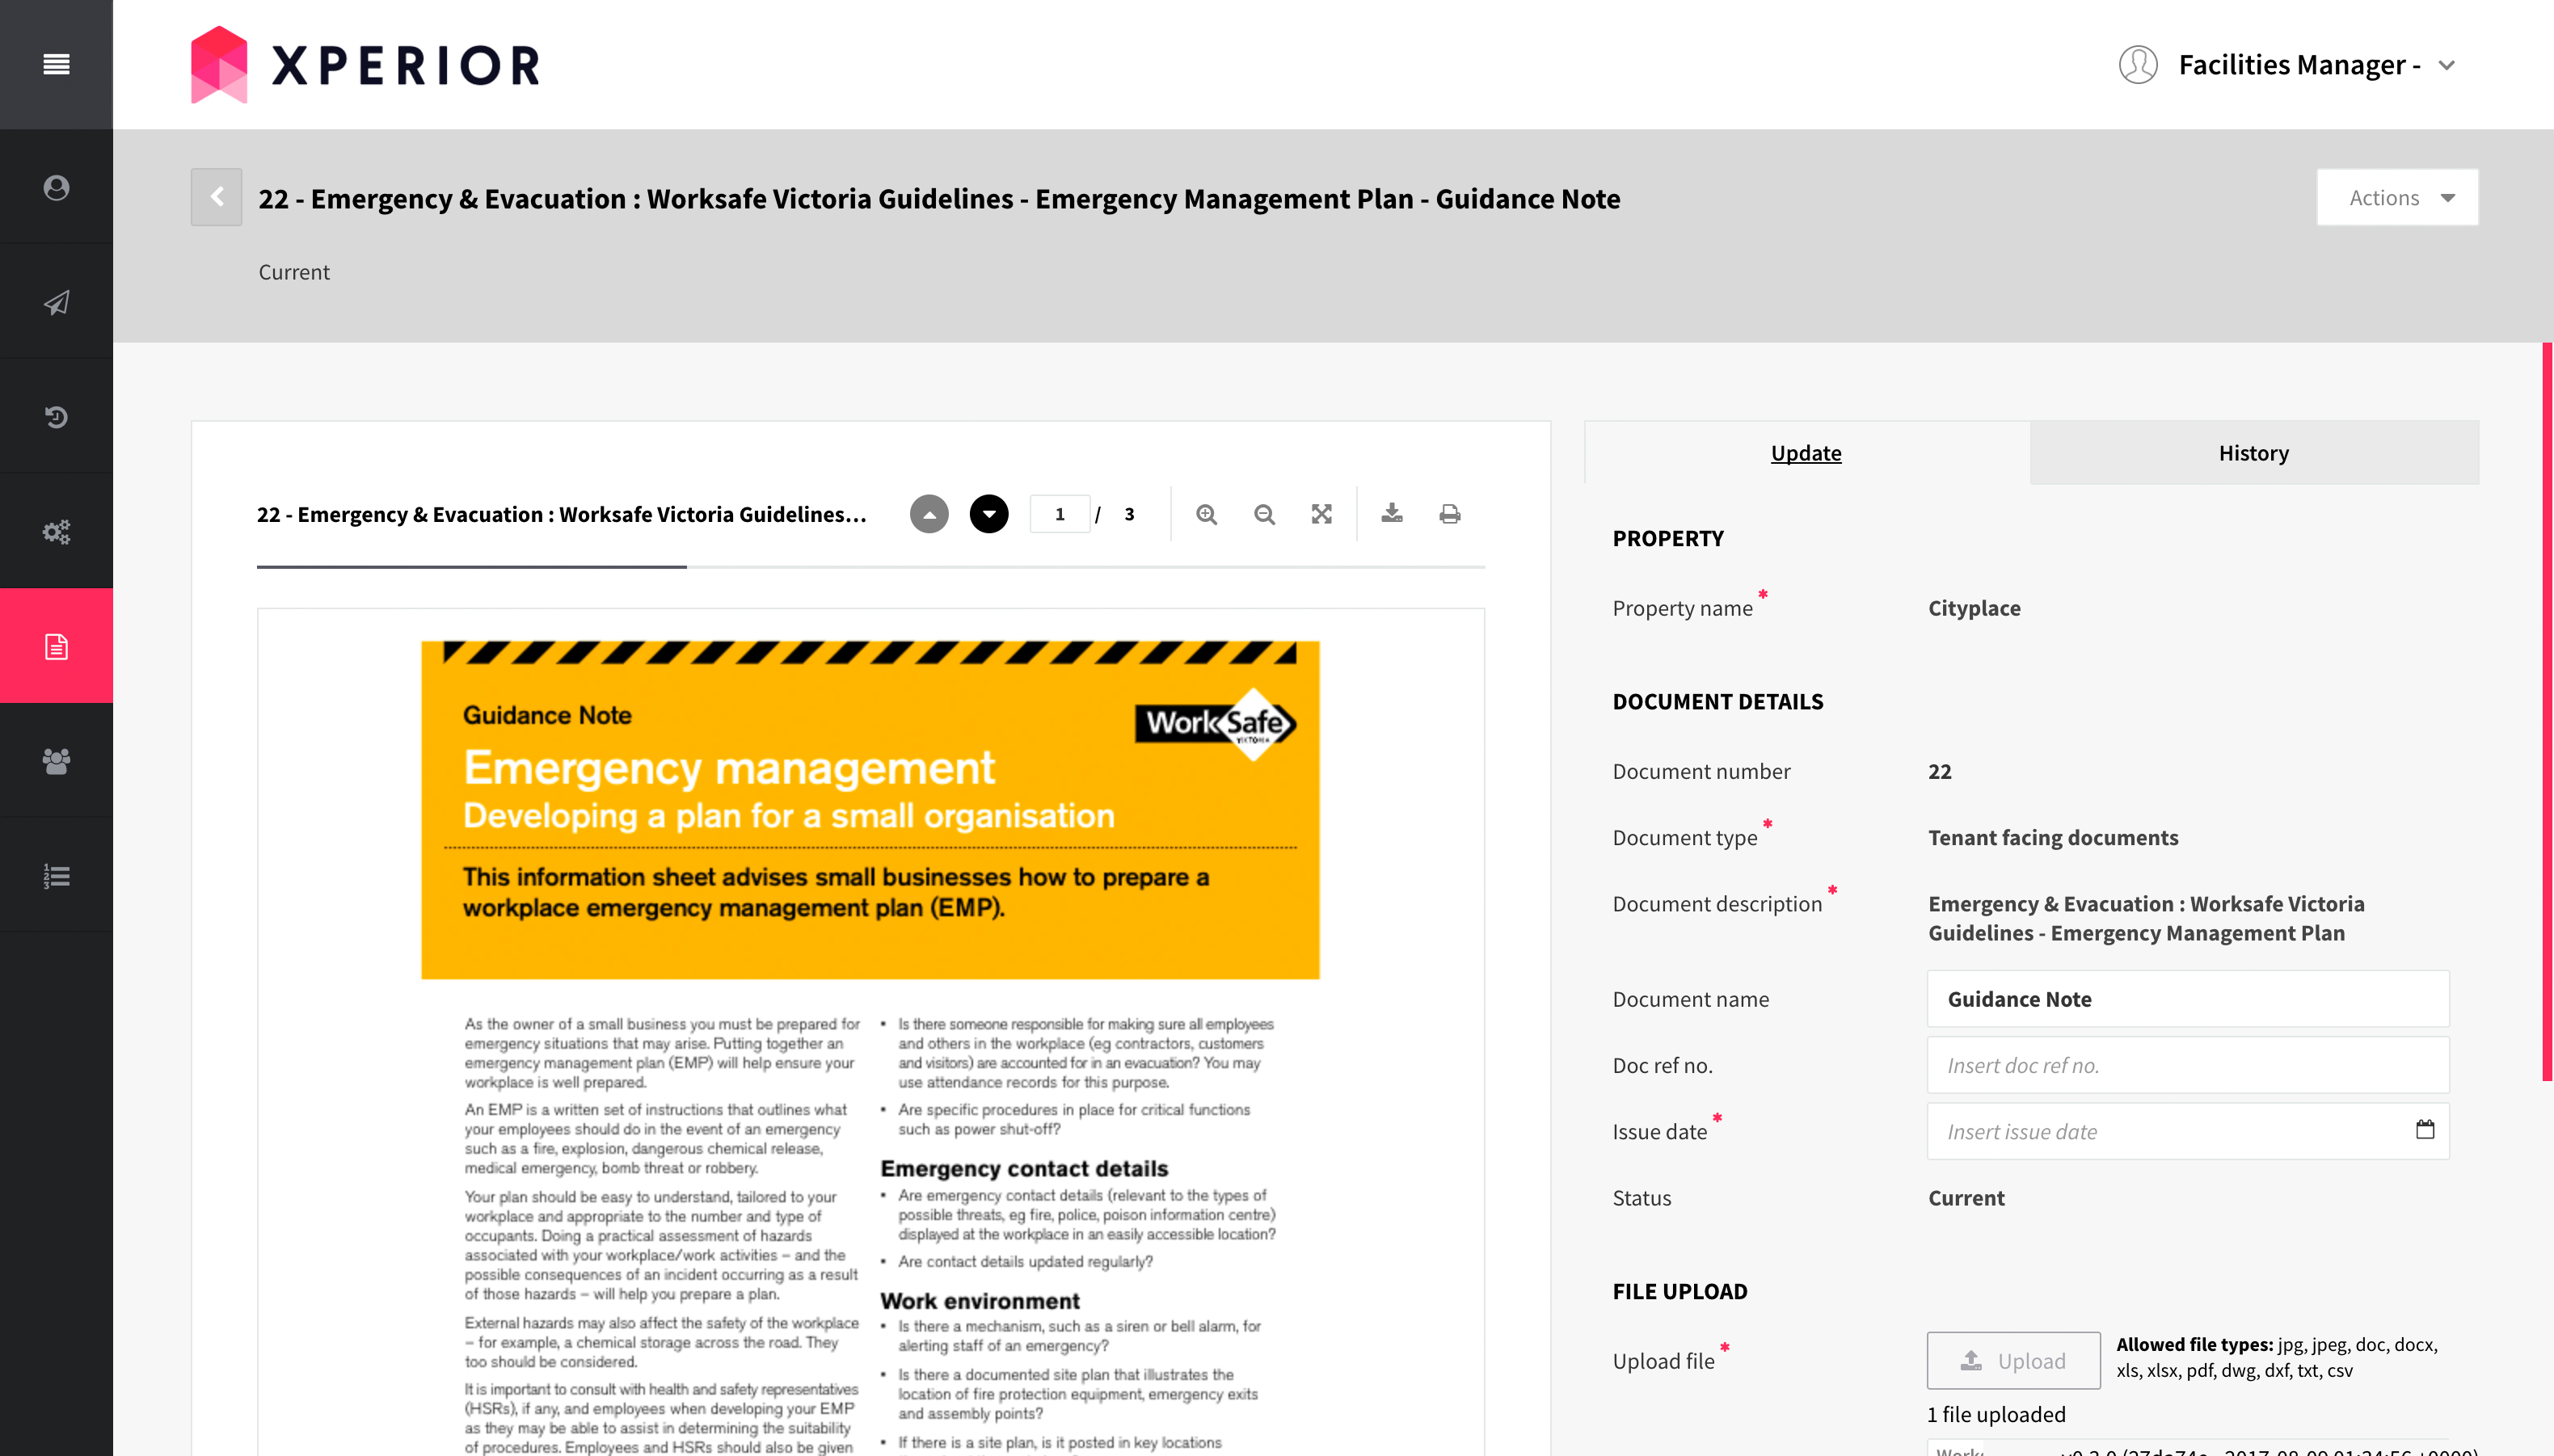 XPERIOR
Facilities Manager -
22 - Emergency & Evacuation : Worksafe Victoria Guidelines - Emergency Management Plan - Guidance Note
Actions
Current
22 - Emergency & Evacuation : Worksafe Victoria Guidelines...
1 / 3
Guidance Note
WorkSafe
VICTORIA
Emergency management
Developing a plan for a small organisation
This information sheet advises small businesses how to prepare a
workplace emergency management plan (EMP).
As the owner of a small business you must be prepared for
emergency situations that may arise. Putting together an
emergency management plan (EMP) will help ensure your
workplace is well prepared.
An EMP is a written set of instructions that outlines what
your employees should do in the event of an emergency
such as a fire, explosion, dangerous chemical release,
medical emergency, bomb threat or robbery.
Your plan should be easy to understand, tailored to your
workplace and appropriate to the number and type of
occupants. Doing a practical assessment of hazards
associated with your workplace/work activities – and the
possible consequences of an incident occurring as a result
of those hazards – will help you prepare a plan.
External hazards may also affect the safety of the workplace
– for example, a chemical storage across the road. They
too should be considered.
It is important to consult with health and safety representatives
(HSRs), if any, and employees when developing your EMP
as they may be able to assist in determining the suitability
of procedures. Employees and HSRs should also be given
▪ Is there someone responsible for making sure all employees
and others in the workplace (eg contractors, customers
and visitors) are accounted for in an evacuation? You may
use attendance records for this purpose.
▪ Are specific procedures in place for critical functions
such as power shut-off?
Emergency contact details
▪ Are emergency contact details (relevant to the types of
possible threats, eg fire, police, poison information centre)
displayed at the workplace in an easily accessible location?
▪ Are contact details updated regularly?
Work environment
▪ Is there a mechanism, such as a siren or bell alarm, for
alerting staff of an emergency?
▪ Is there a documented site plan that illustrates the
location of fire protection equipment, emergency exits
and assembly points?
▪ If there is a site plan, is it posted in key locations
Update
History
PROPERTY
Property name *
Cityplace
DOCUMENT DETAILS
Document number
22
Document type *
Tenant facing documents
Document description *
Emergency & Evacuation : Worksafe Victoria
Guidelines - Emergency Management Plan
Document name
Guidance Note
Doc ref no.
Insert doc ref no.
Issue date *
Insert issue date
Status
Current
FILE UPLOAD
Upload file *
Upload
Allowed file types: jpg, jpeg, doc, docx,
xls, xlsx, pdf, dwg, dxf, txt, csv
1 file uploaded